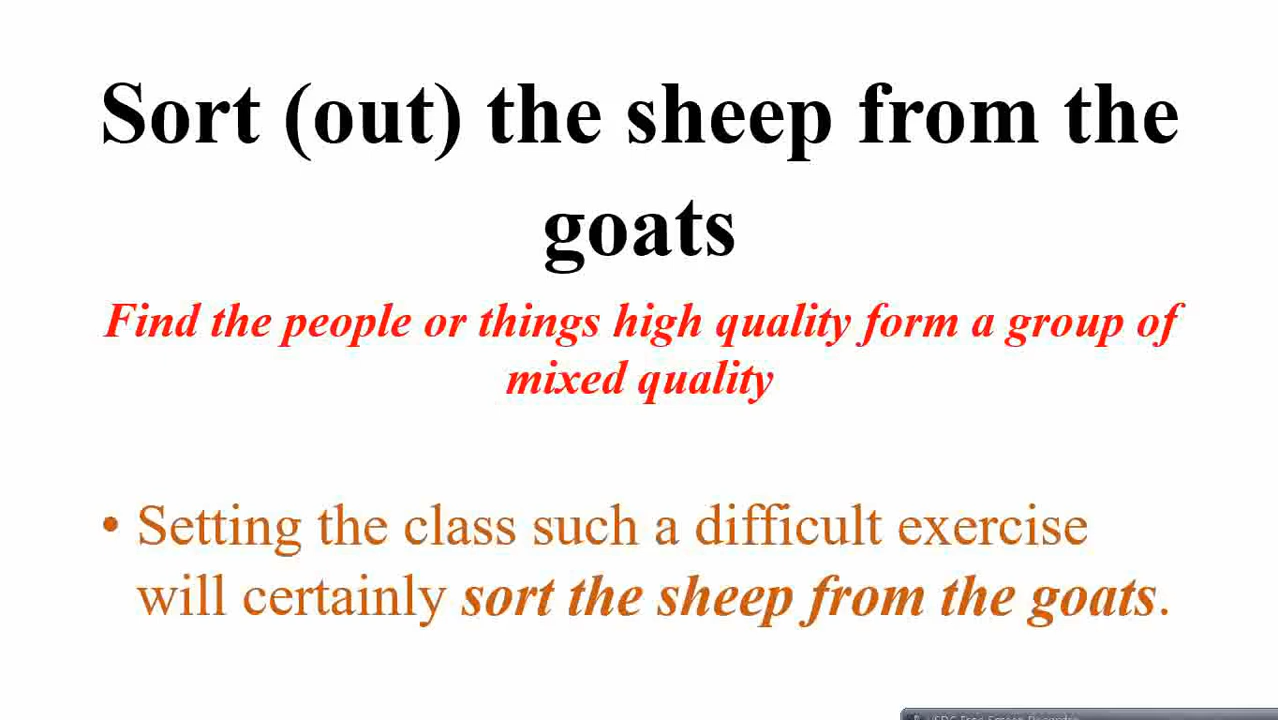 Sort (out) the sheep from the
goats
Find the people or things high quality form a group of
mixed quality
• Setting the class such a difficult exercise
will certainly sort the sheep from the goats.